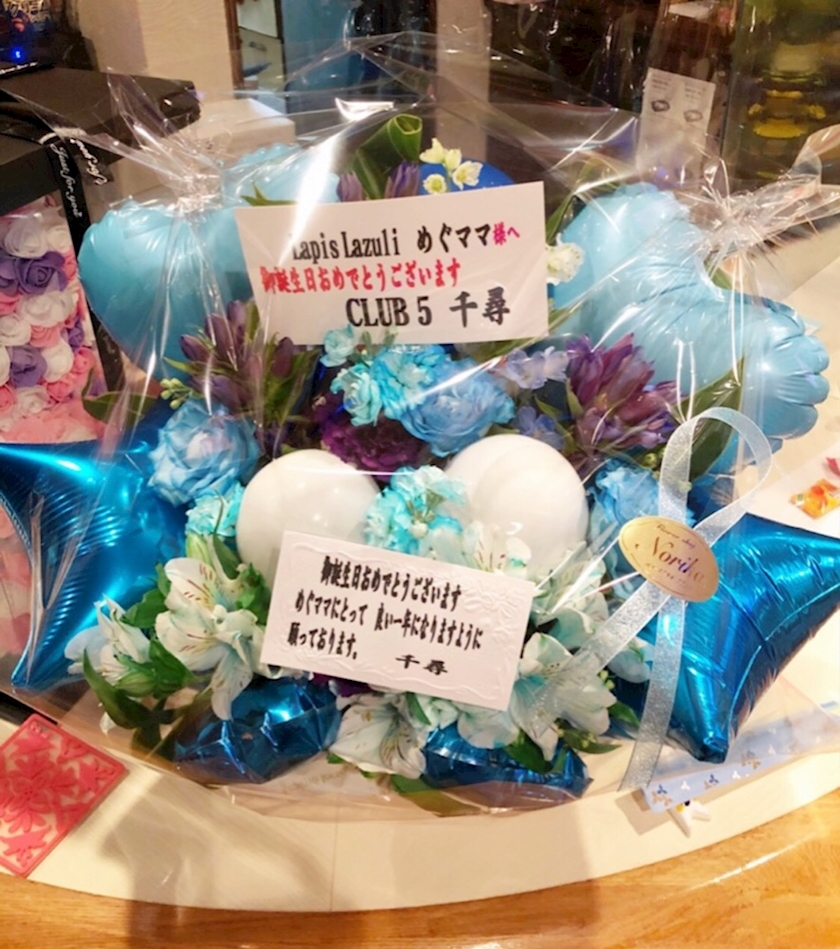 Lapis Lazuli めぐママ様へ
御誕生日おめでとうございます
CLUB 5 千尋
御誕生日おめでとうございます
めぐママにとって 良い一年になりますように
願っております。 千尋
for you